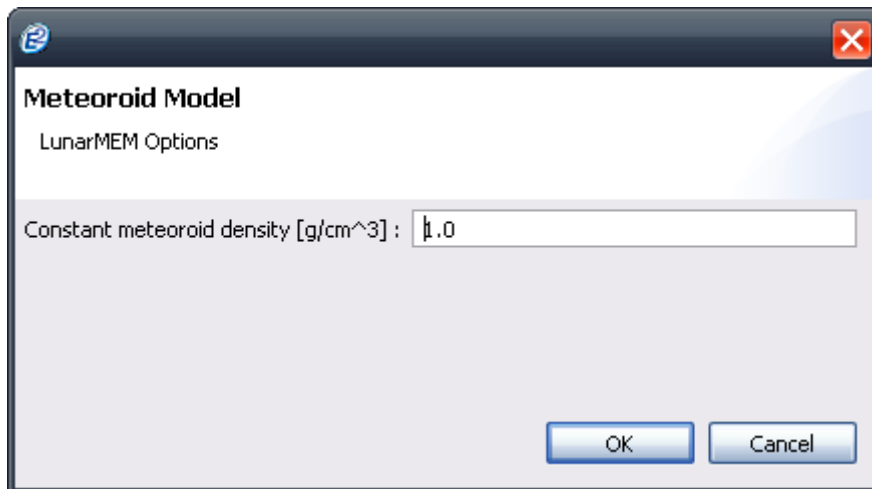 Meteoroid Model
LunarMEM Options
Constant meteoroid density [g/cm^3] : 1.0
OK Cancel